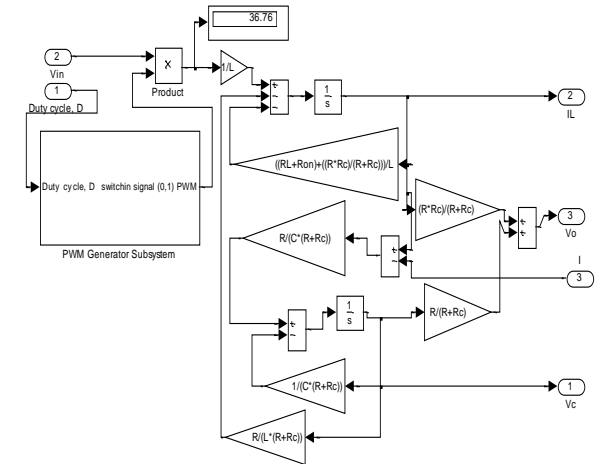 36.76
2
Vin
1
Duty cycle, D
×
Product
1/L
+
−
−
1
s
2
IL
((RL+Ron)+((R*Rc)/(R+Rc)))/L
Duty cycle, D switchin signal (0,1) PWM
PWM Generator Subsystem
(R*Rc)/(R+Rc)
+
+
3
Vo
R/(C*(R+Rc))
+
−
I
3
+
−
1
s
R/(R+Rc)
1/(C*(R+Rc))
1
Vc
R/(L*(R+Rc))